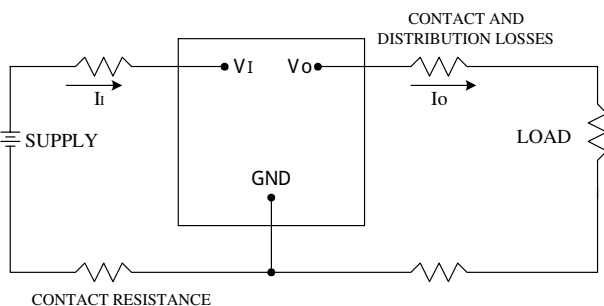 CONTACT AND
DISTRIBUTION LOSSES
VI
VO
II
IO
SUPPLY
LOAD
GND
CONTACT RESISTANCE